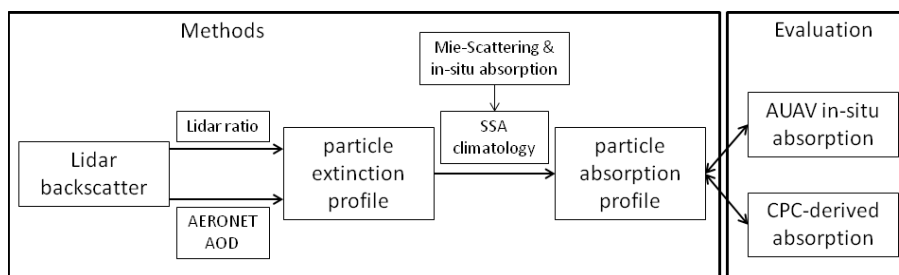 Methods
Evaluation
Mie-Scattering &
in-situ absorption
Lidar ratio
SSA
climatology
Lidar
backscatter
particle
extinction
profile
particle
absorption
profile
AERONET
AOD
AUAV in-situ
absorption
CPC-derived
absorption